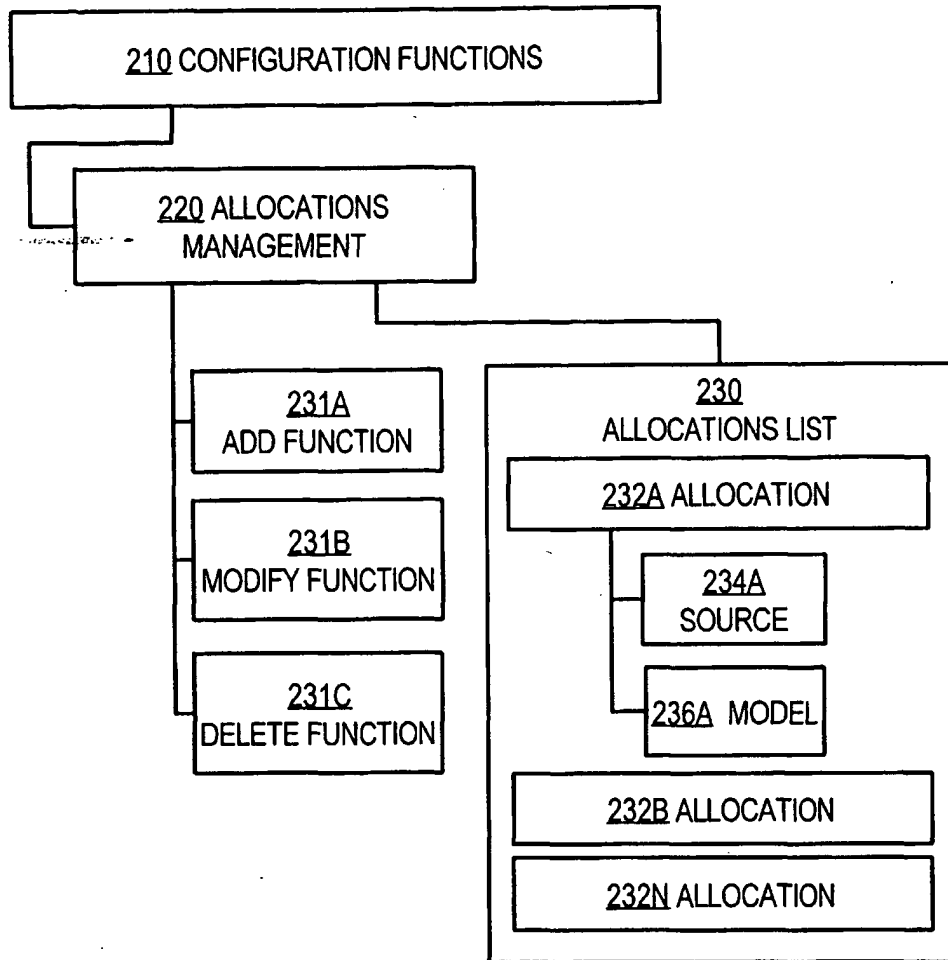 210 CONFIGURATION FUNCTIONS
220 ALLOCATIONS
MANAGEMENT
231A
ADD FUNCTION
231B
MODIFY FUNCTION
231C
DELETE FUNCTION
230
ALLOCATIONS LIST
232A ALLOCATION
234A
SOURCE
236A MODEL
232B ALLOCATION
232N ALLOCATION